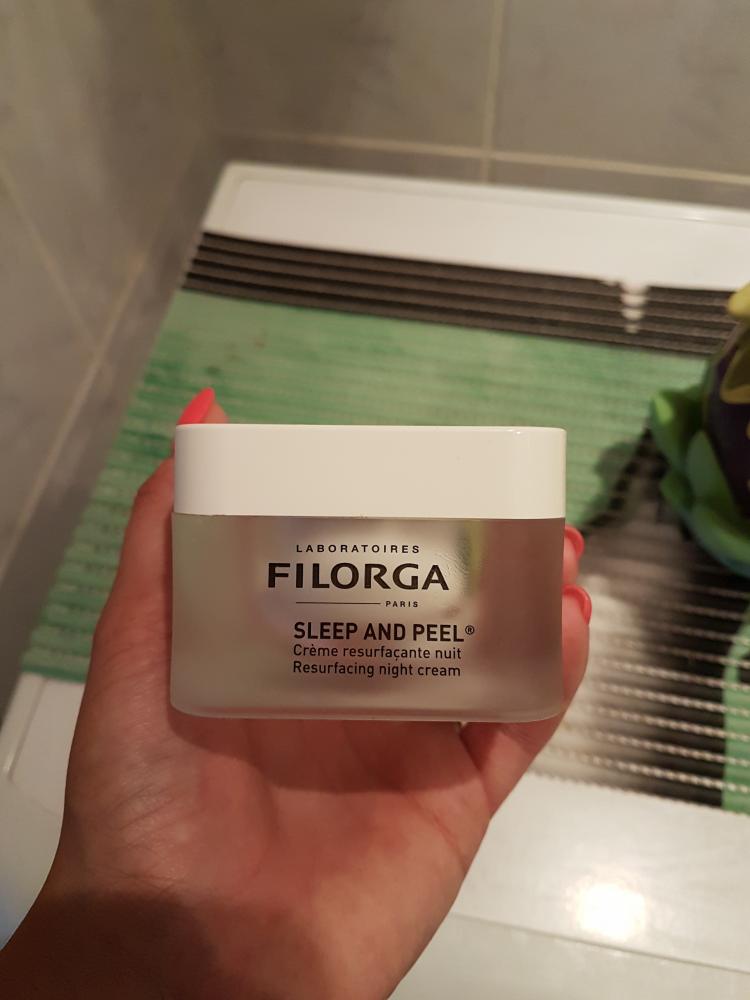 LABORATOIRES
FILORGA
PARIS
SLEEP AND PEEL®
Crème resurfaçante nuit
Resurfacing night cream